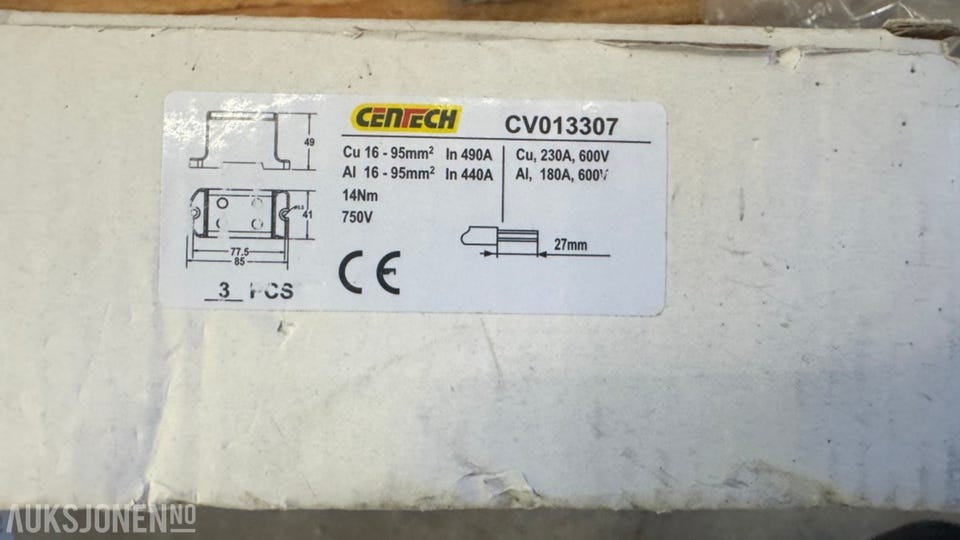 CENTECH
CV013307
Cu 16 - 95mm² In 490A
Al 16 - 95mm² In 440A
14Nm
750V
Cu, 230A, 600V
Al, 180A, 600V
27mm
49
41
77.5
85
3 PCS
CE
AUKSJONEN.NO